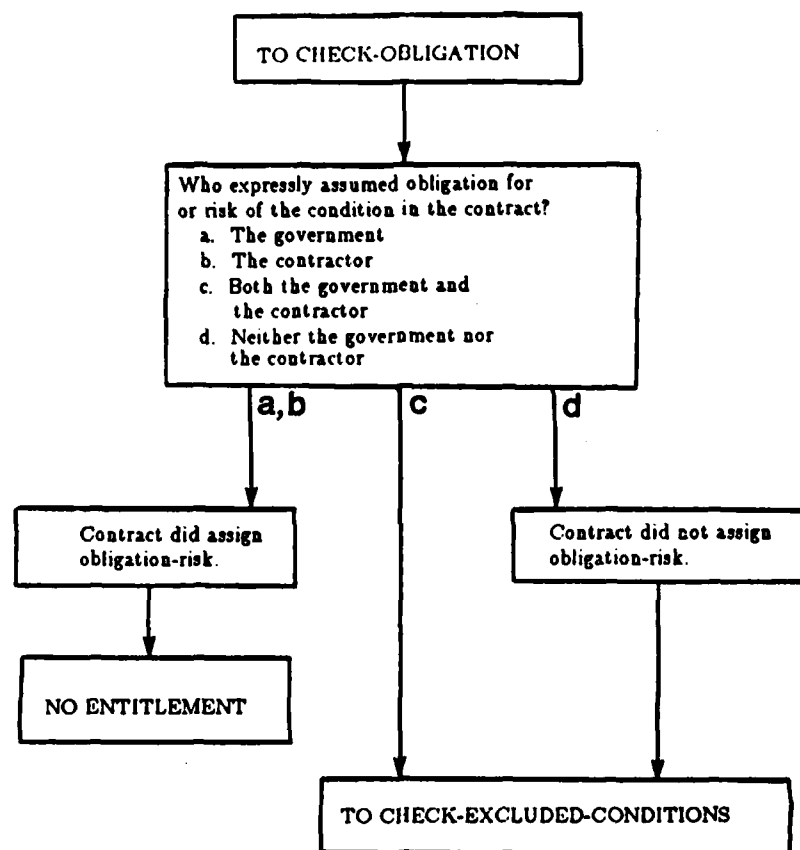 TO CHECK-OBLIGATION
Who expressly assumed obligation for
or risk of the condition in the contract?
a. The government
b. The contractor
c. Both the government and
the contractor
d. Neither the government nor
the contractor
a,b
c
d
Contract did assign
obligation-risk.
Contract did not assign
obligation-risk.
NO ENTITLEMENT
TO CHECK-EXCLUDED-CONDITIONS